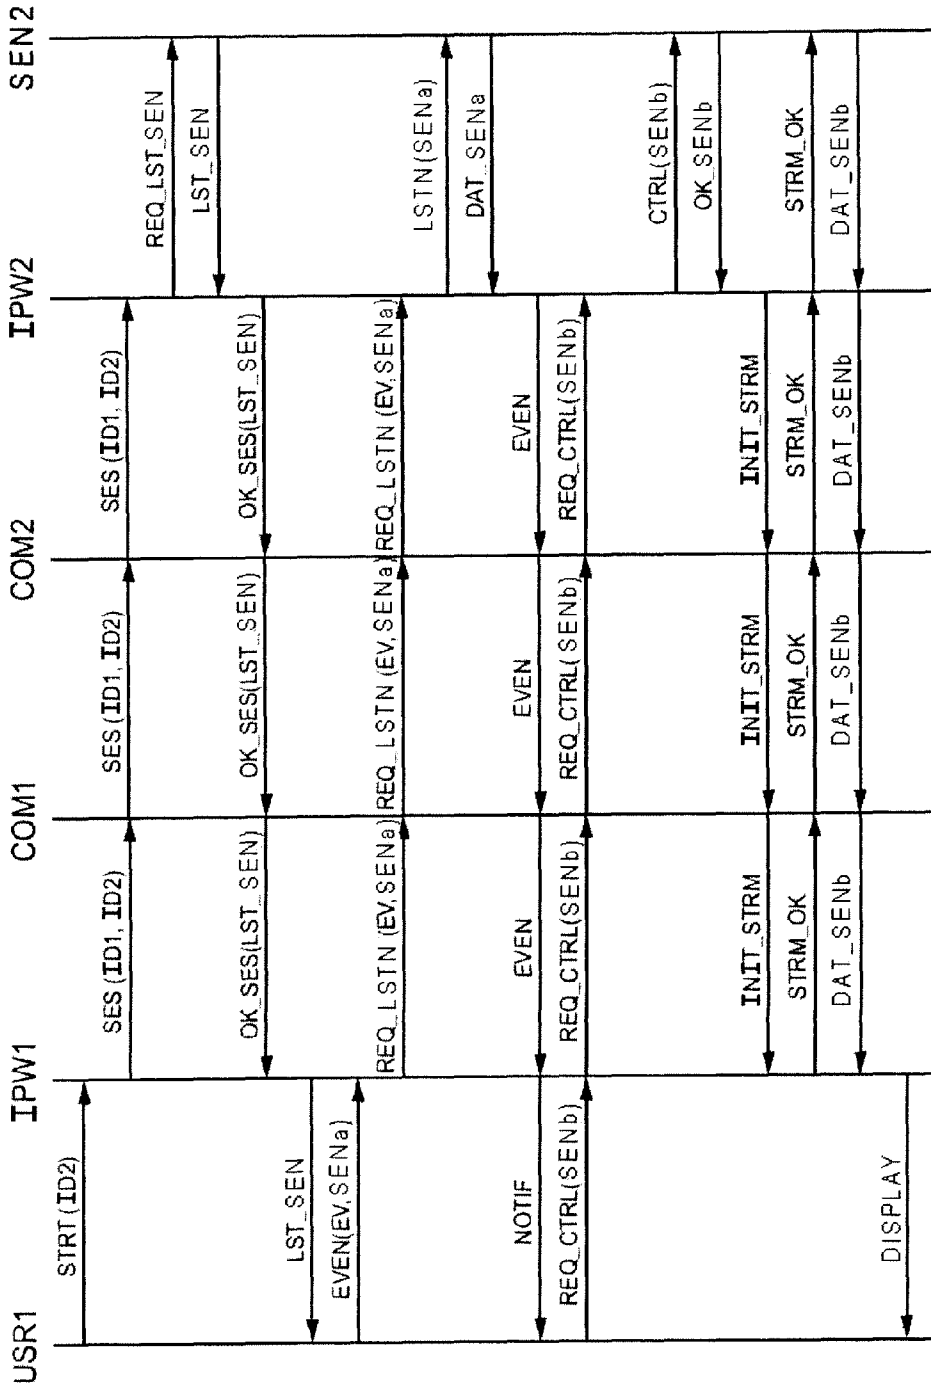 USR1
IPW1
COM1
COM2
IPW2
SEN2
STRT (ID2)
SES (ID1, ID2)
SES (ID1, ID2)
SES (ID1, ID2)
REQ_LST_SEN
LST_SEN
OK_SES(LST_SEN)
OK_SES(LST_SEN)
OK_SES(LST_SEN)
LST_SEN
EVEN(EV,SENa)
REQ_LSTN (EV,SENa)
REQ_LSTN (EV,SENa)
REQ_LSTN (EV,SENa)
LSTN(SENa)
DAT_SENa
NOTIF
EVEN
EVEN
EVEN
REQ_CTRL(SENb)
REQ_CTRL(SENb)
REQ_CTRL(SENb)
REQ_CTRL(SENb)
CTRL(SENb)
OK_SENb
INIT_STRM
INIT_STRM
INIT_STRM
STRM_OK
STRM_OK
STRM_OK
STRM_OK
DAT_SENb
DAT_SENb
DAT_SENb
DAT_SENb
DISPLAY